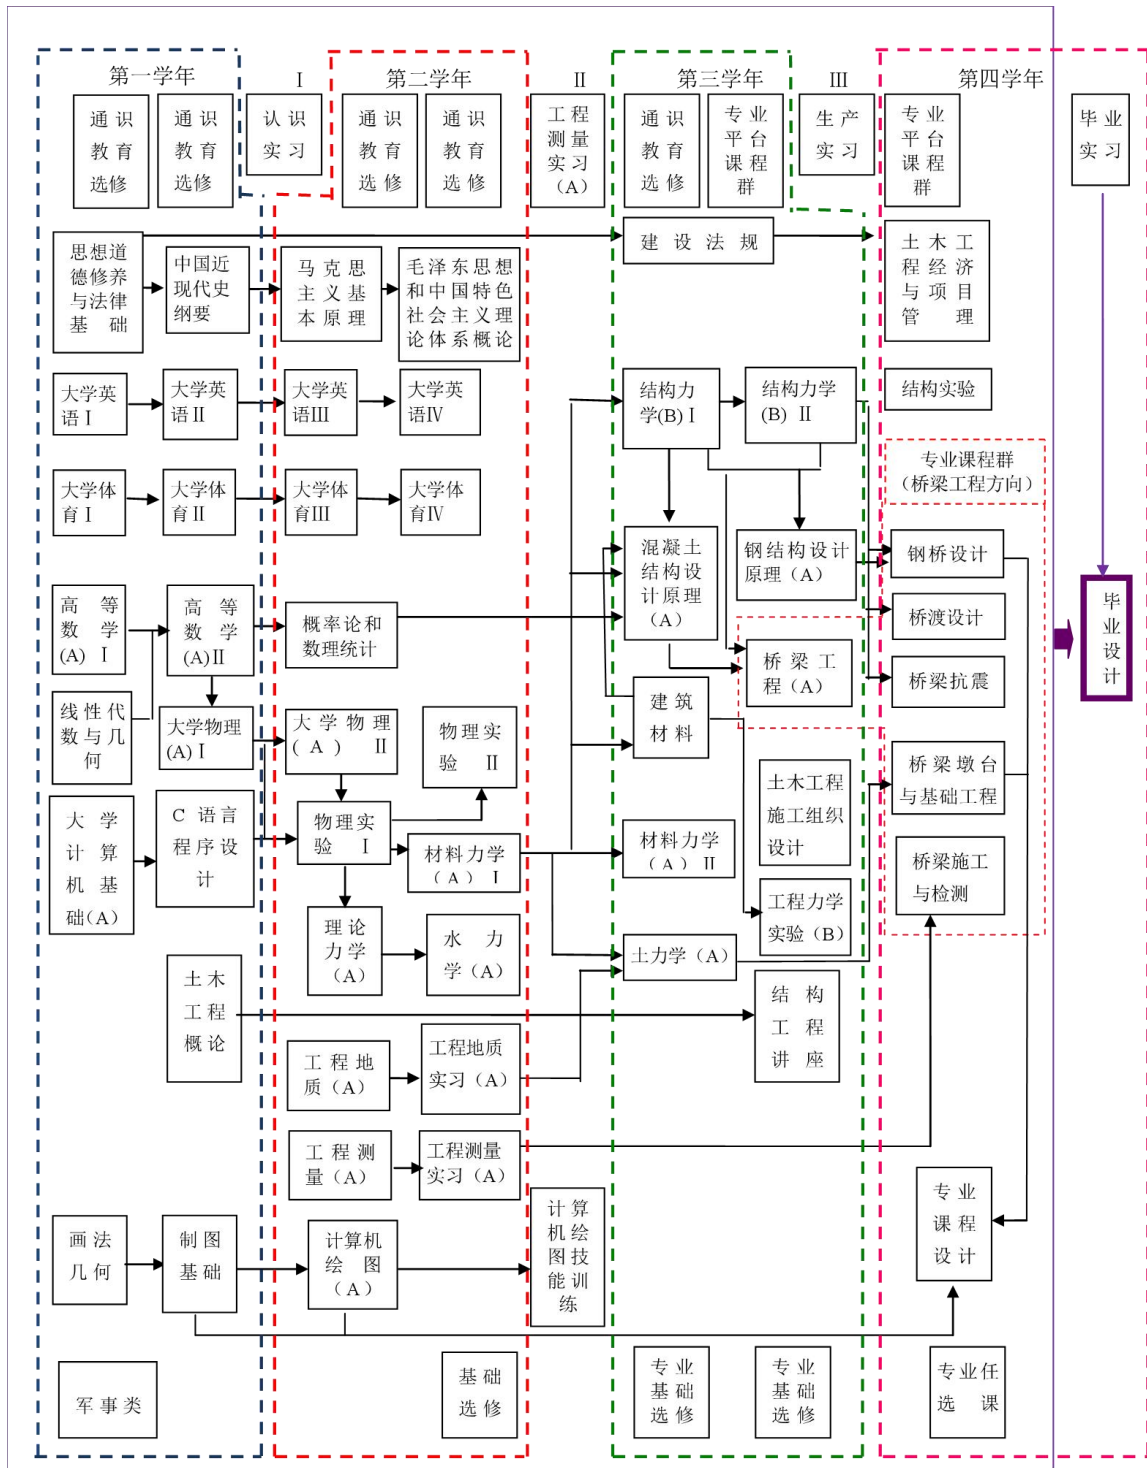 第一学年
I
第二学年
II
第三学年
III
第四学年
通识
教育
选修
通识
教育
选修
认识
实习
通识
教育
选修
通识
教育
选修
工程
测量
实习
（A）
通识
教育
选修
专业
平台
课程
群
生产
实习
专业
平台
课程
群
毕业
实习
思想道
德修养
与法律
基础
中国近
现代史
纲要
马克思
主义基
本原理
毛泽东思想
和中国特色
社会主义理
论体系概论
建设法规
土木工
程经济
与项目
管理
大学英
语Ⅰ
大学英
语Ⅱ
大学英
语Ⅲ
大学英
语Ⅳ
结构力
学(B)Ⅰ
结构力学
(B) Ⅱ
结构实验
大学体
育Ⅰ
大学体
育Ⅱ
大学体
育Ⅲ
大学体
育Ⅳ
专业课程群
（桥梁工程方向）
混凝土
结构设
计原理
（A）
钢结构设计
原理（A）
钢桥设计
高等
数学
(A) Ⅰ
高等
数学
(A)Ⅱ
概率论和
数理统计
桥渡设计
毕业设计
线性代
数与几
何
大学物理
(A)Ⅰ
大学物理
(A) Ⅱ
物理实
验 Ⅱ
建筑
材料
桥梁工
程（A）
桥梁抗震
大学
计算
机基
础(A)
C 语言
程序设
计
物理实
验 Ⅰ
材料力学
（A）Ⅰ
材料力学
（A）Ⅱ
土木工程
施工组织
设计
桥梁墩台
与基础工程
桥梁施工
与检测
理论
力学
（A）
水力
学（A）
土力学（A）
工程力学
实验（B）
土木
工程
概论
结构
工程
讲座
工程地
质（A）
工程地质
实习（A）
工程测
量（A）
工程测量
实习（A）
画法
几何
制图
基础
计算机
绘图
（A）
计算
机绘
图技
能训
练
专业
课程
设计
军事类
基础
选修
专业
基础
选修
专业
基础
选修
专业任
选课